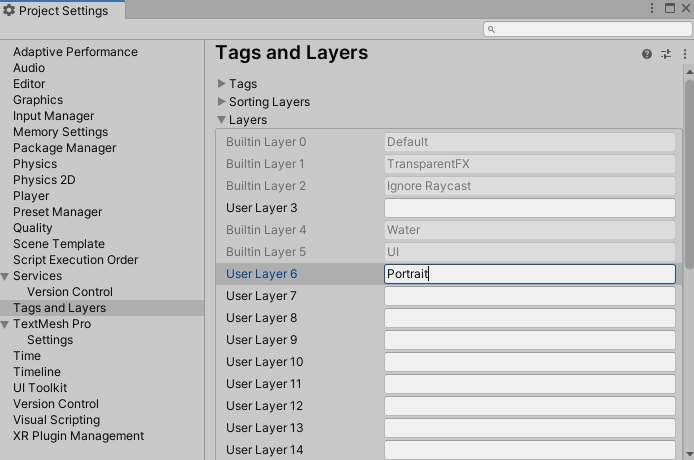 Project Settings
Adaptive Performance
Audio
Editor
Graphics
Input Manager
Memory Settings
Package Manager
Physics
Physics 2D
Player
Preset Manager
Quality
Scene Template
Script Execution Order
Services
Version Control
Tags and Layers
TextMesh Pro
Settings
Time
Timeline
UI Toolkit
Version Control
Visual Scripting
XR Plugin Management
Tags and Layers
Tags
Sorting Layers
Layers
Builtin Layer 0 Default
Builtin Layer 1 TransparentFX
Builtin Layer 2 Ignore Raycast
User Layer 3
Builtin Layer 4 Water
Builtin Layer 5 UI
User Layer 6 Portrait
User Layer 7
User Layer 8
User Layer 9
User Layer 10
User Layer 11
User Layer 12
User Layer 13
User Layer 14